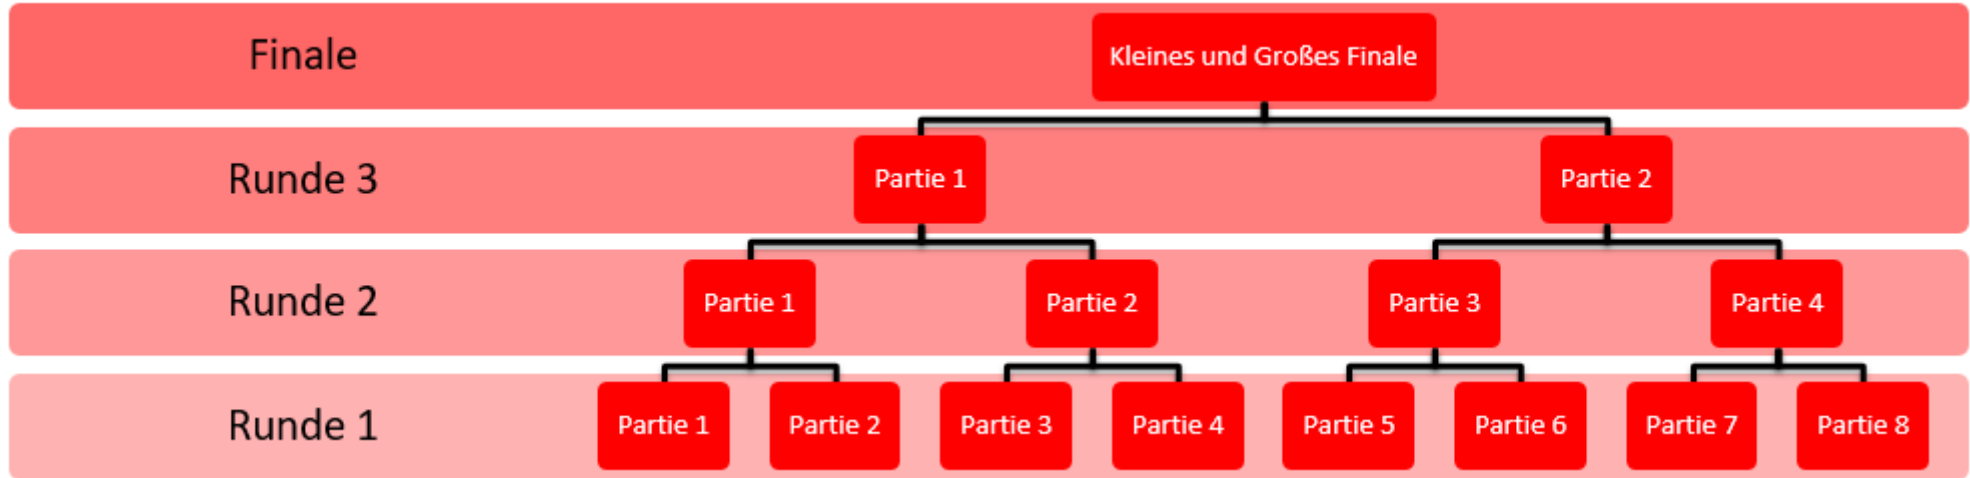 Finale
Kleines und Großes Finale
Runde 3
Partie 1
Partie 2
Runde 2
Partie 1
Partie 2
Partie 3
Partie 4
Runde 1
Partie 1
Partie 2
Partie 3
Partie 4
Partie 5
Partie 6
Partie 7
Partie 8